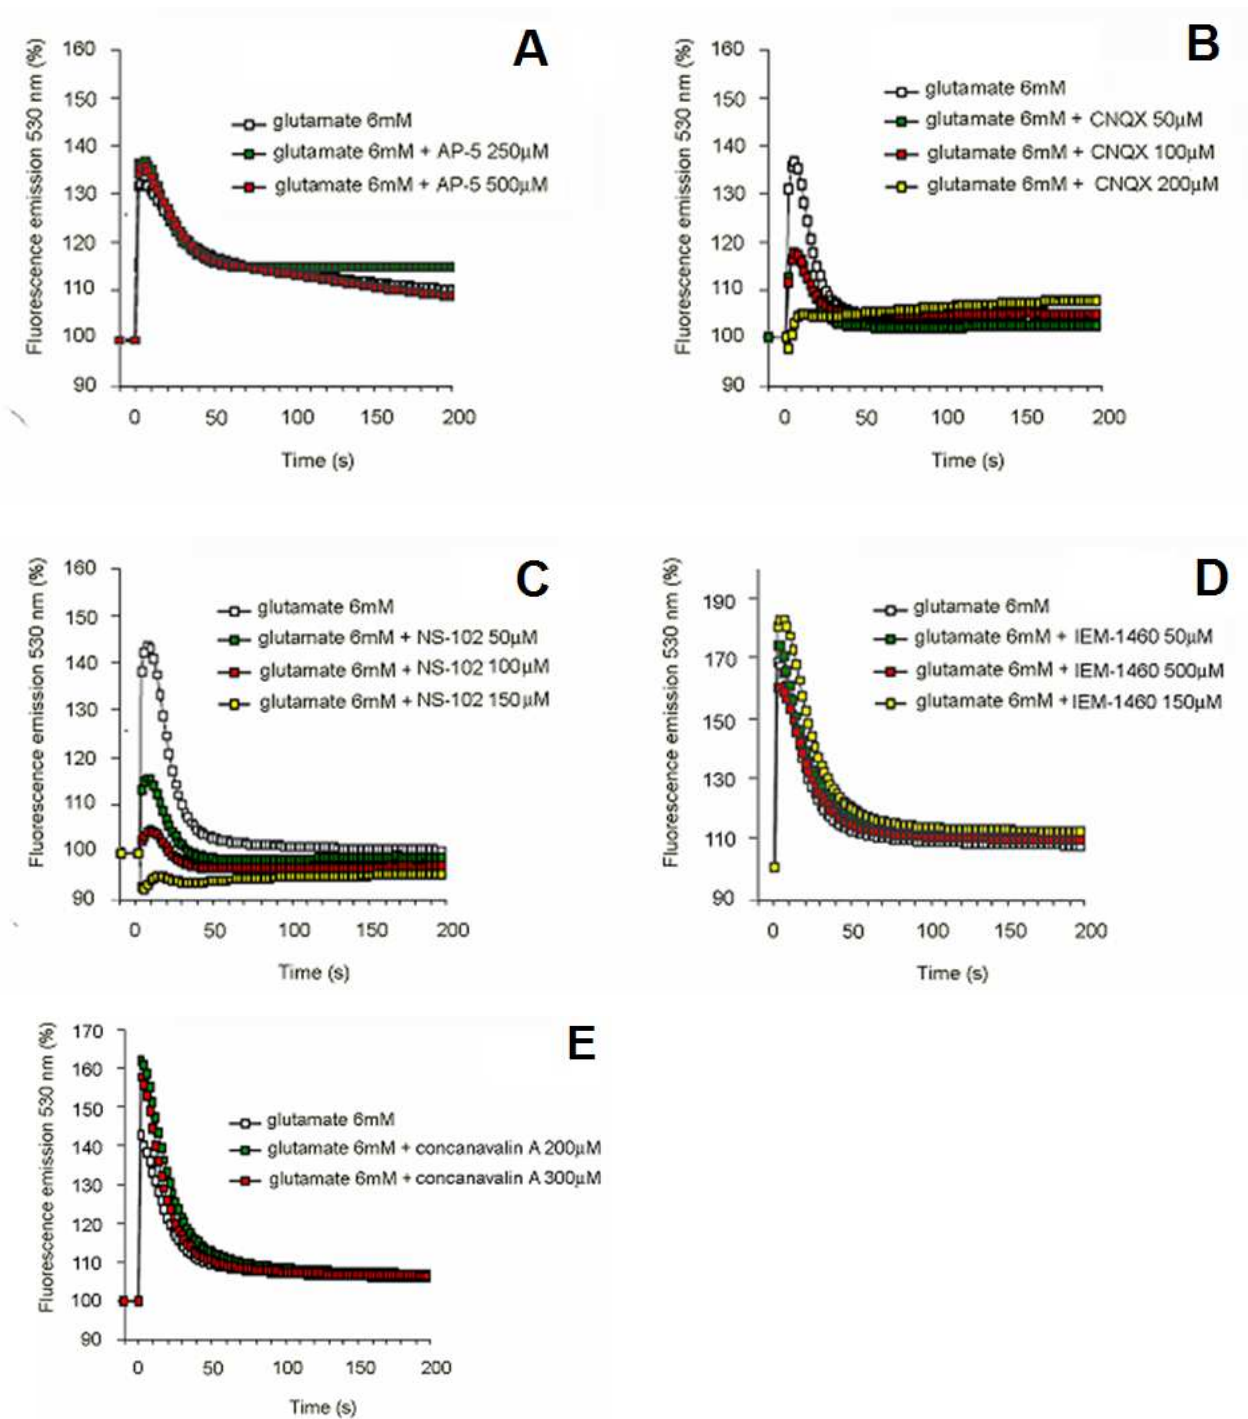 A
Fluorescence emission 530 nm (%)
160
150
140
130
120
110
100
90
glutamate 6mM
glutamate 6mM + AP-5 250µM
glutamate 6mM + AP-5 500µM
0 50 100 150 200
Time (s)
B
Fluorescence emission 530 nm (%)
160
150
140
130
120
110
100
90
glutamate 6mM
glutamate 6mM + CNQX 50µM
glutamate 6mM + CNQX 100µM
glutamate 6mM + CNQX 200µM
0 50 100 150 200
Time (s)
C
Fluorescence emission 530 nm (%)
160
150
140
130
120
110
100
90
glutamate 6mM
glutamate 6mM + NS-102 50µM
glutamate 6mM + NS-102 100µM
glutamate 6mM + NS-102 150µM
0 50 100 150 200
Time (s)
D
Fluorescence emission 530 nm (%)
190
170
150
130
110
90
glutamate 6mM
glutamate 6mM + IEM-1460 50µM
glutamate 6mM + IEM-1460 500µM
glutamate 6mM + IEM-1460 150µM
0 50 100 150 200
Time (s)
E
Fluorescence emission 530 nm (%)
170
160
150
140
130
120
110
100
90
glutamate 6mM
glutamate 6mM + concanavalin A 200µM
glutamate 6mM + concanavalin A 300µM
0 50 100 150 200
Time (s)